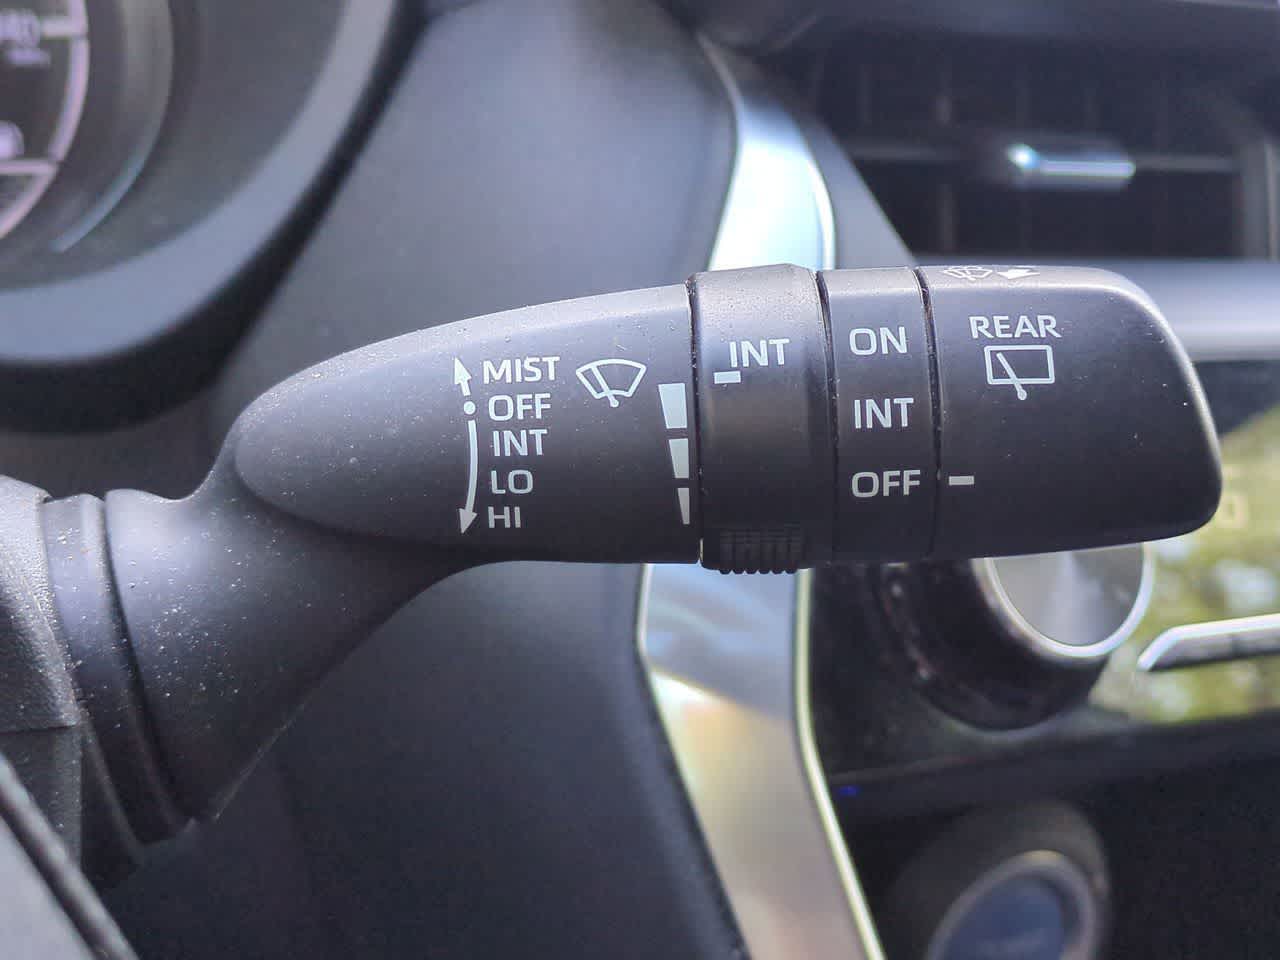 MIST
OFF
INT
LO
HI
INT
ON
INT
OFF
REAR